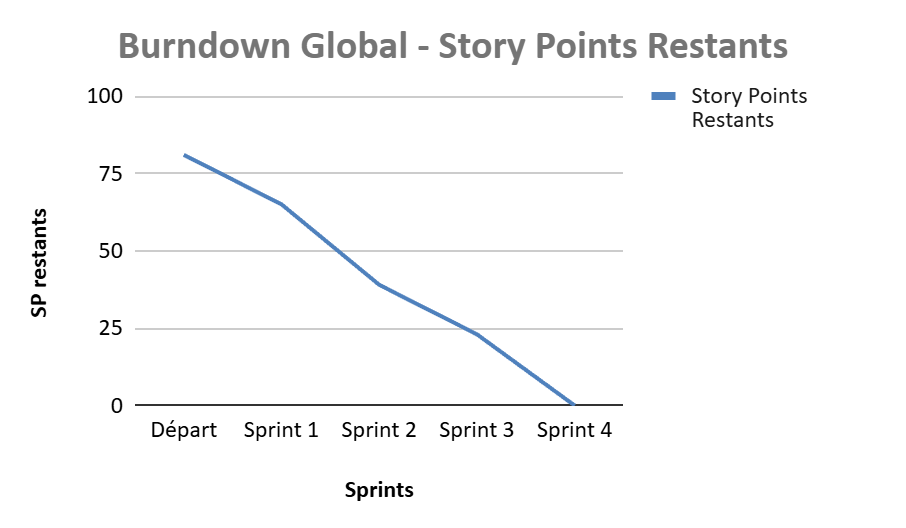 Burndown Global - Story Points Restants
Story Points
Restants
100
75
50
25
0
SP restants
Départ Sprint 1 Sprint 2 Sprint 3 Sprint 4
Sprints